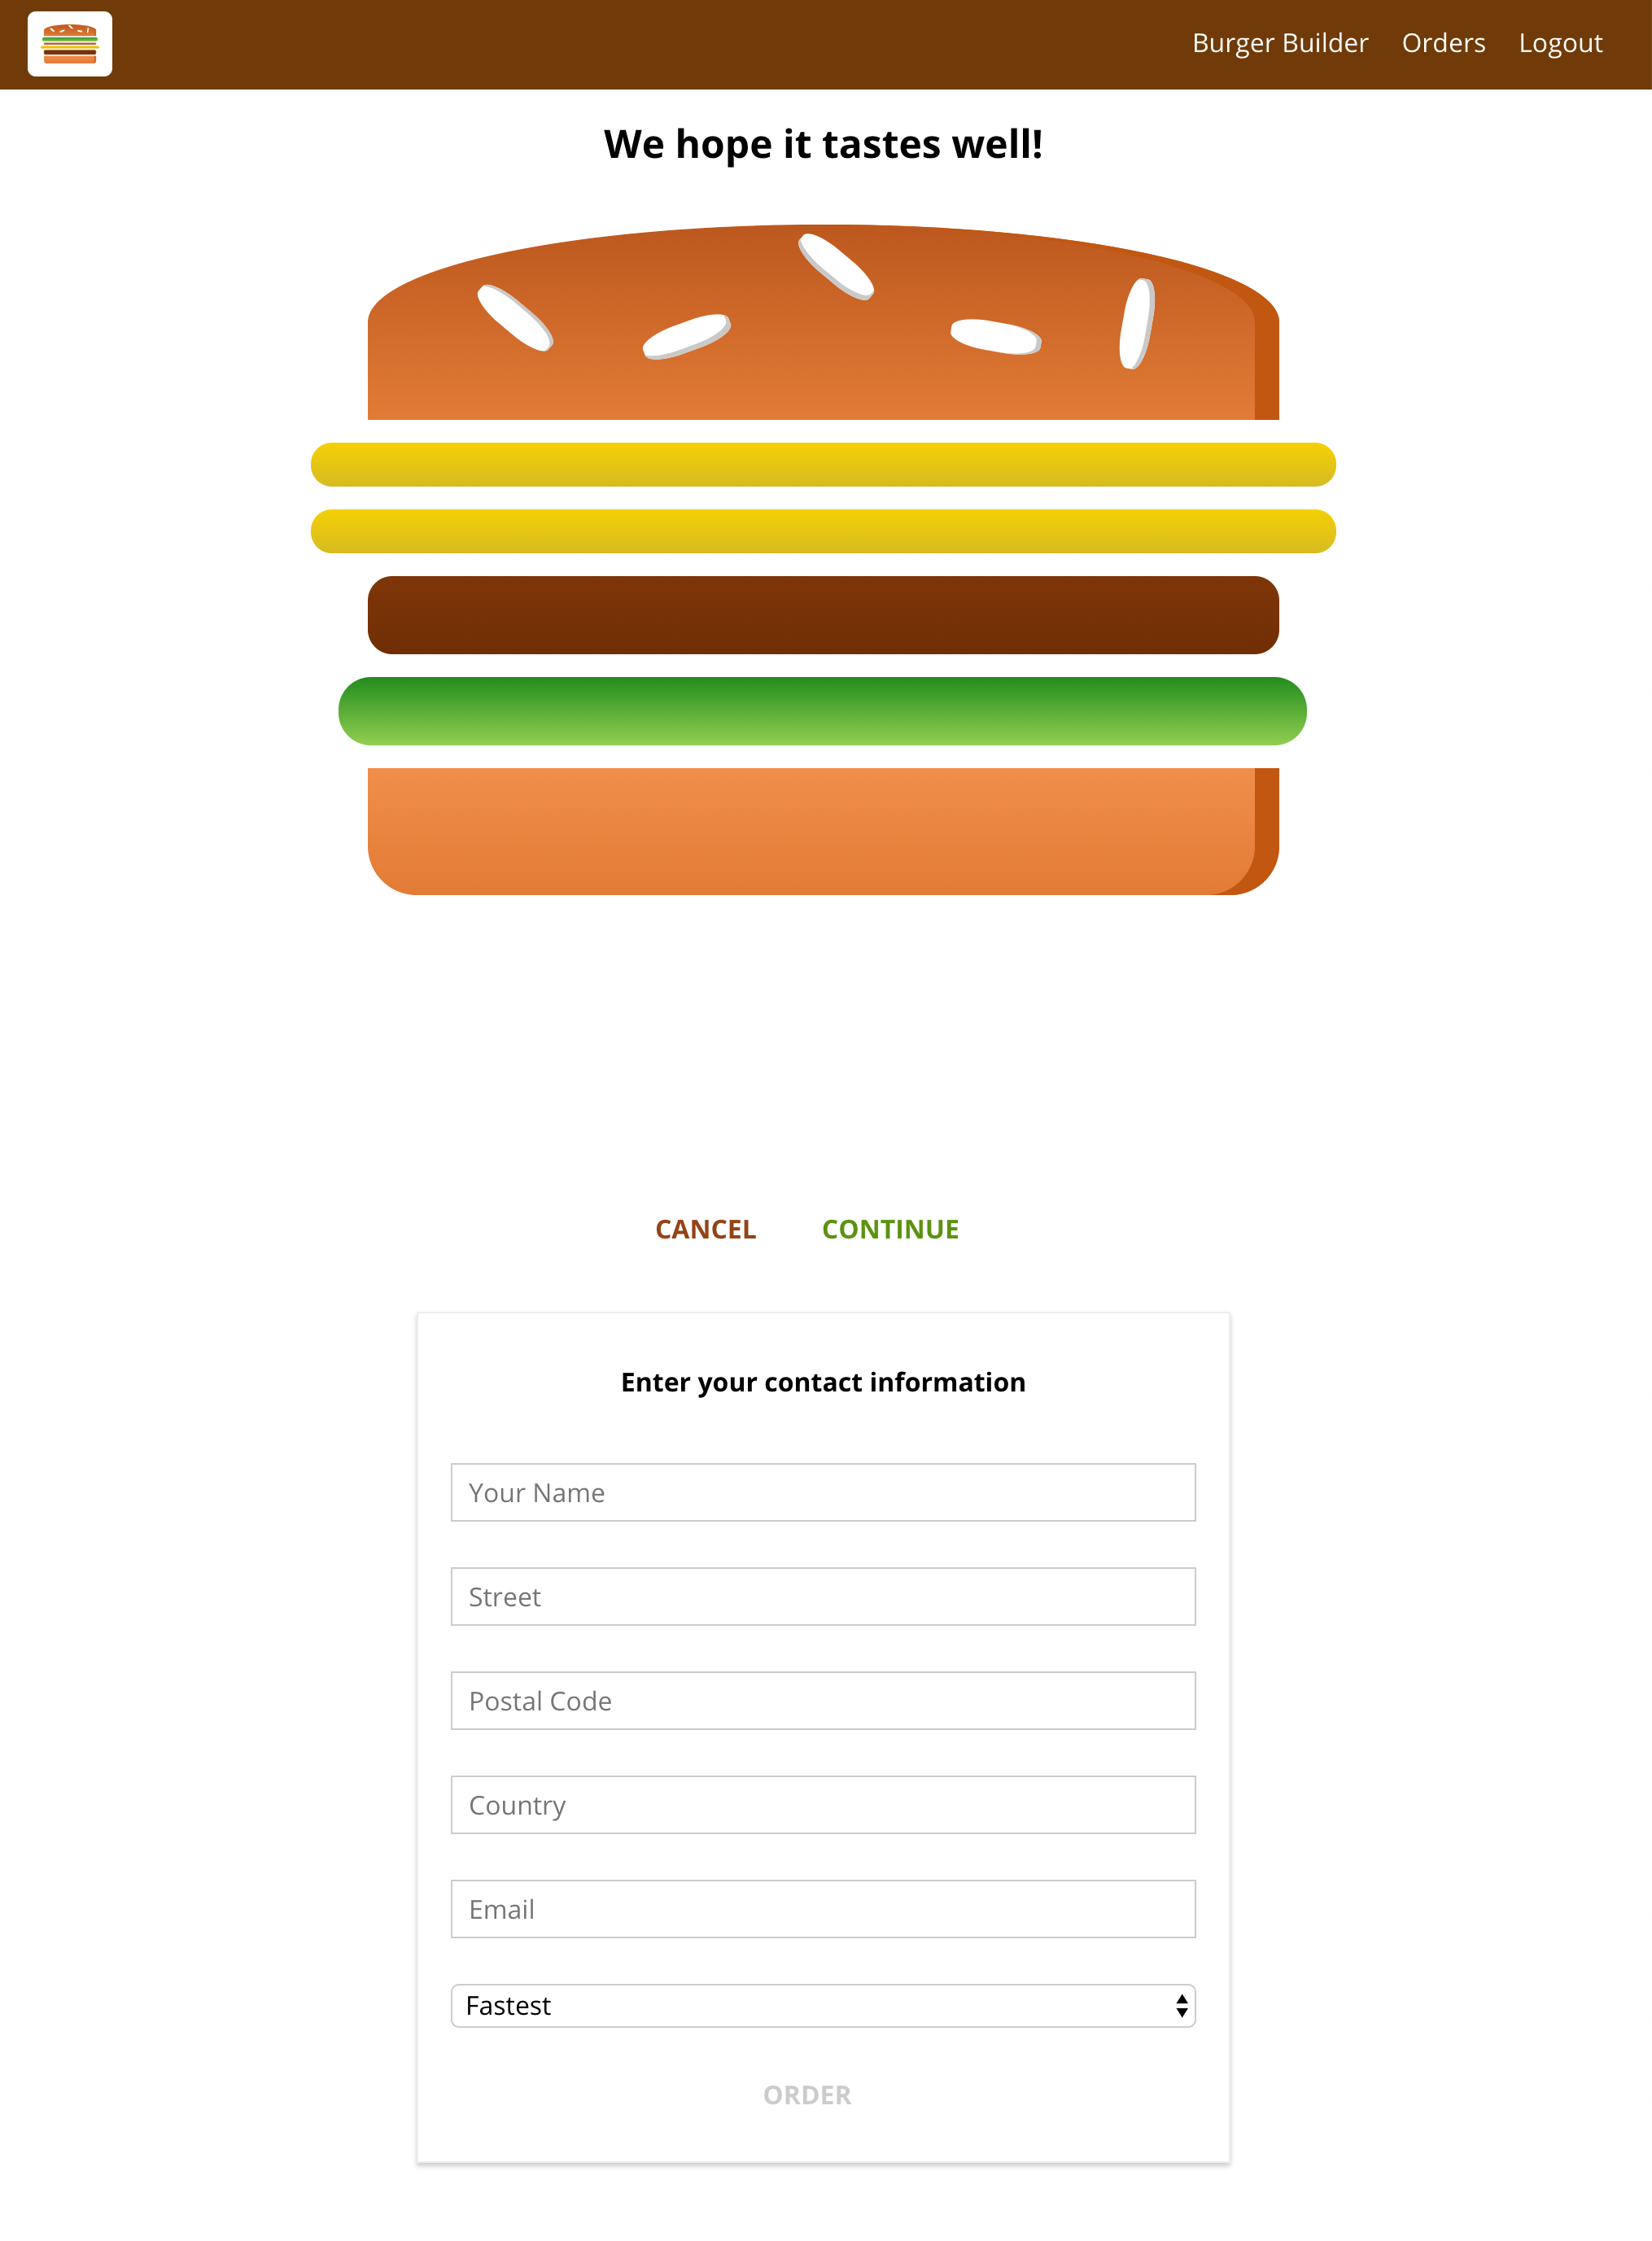 Burger Builder Orders Logout
We hope it tastes well!
CANCEL CONTINUE
Enter your contact information
Your Name
Street
Postal Code
Country
Email
Fastest
ORDER